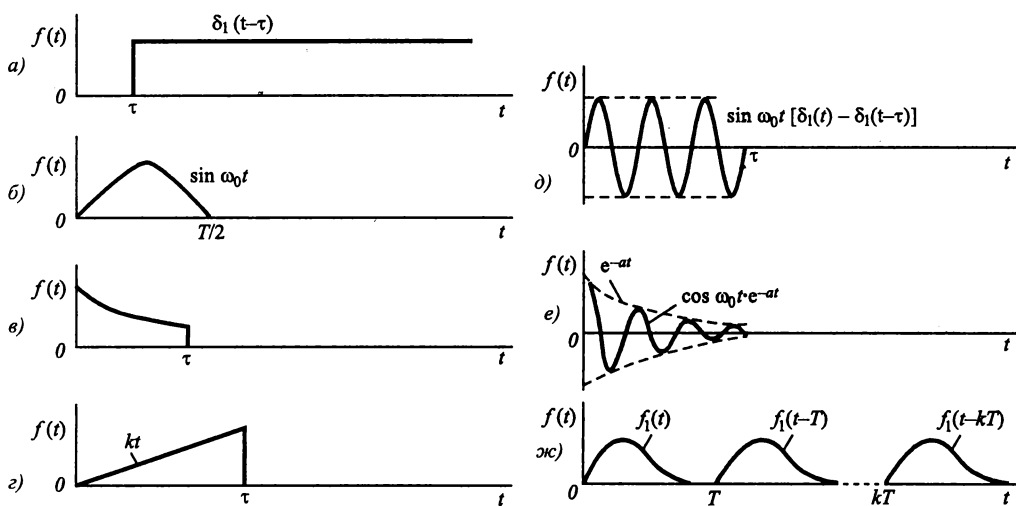 а)
f(t)
δ₁(t–τ)
0
τ
t
б)
f(t)
sin ω₀t
0
T/2
t
в)
f(t)
0
τ
t
г)
f(t)
kt
0
τ
t
д)
f(t)
sin ω₀t [δ₁(t) – δ₁(t–τ)]
0
τ
t
е)
f(t)
e⁻ᵃᵗ
cos ω₀t·e⁻ᵃᵗ
0
t
ж)
f(t)
f₁(t)
f₁(t–T)
f₁(t–kT)
0
T
kT
t